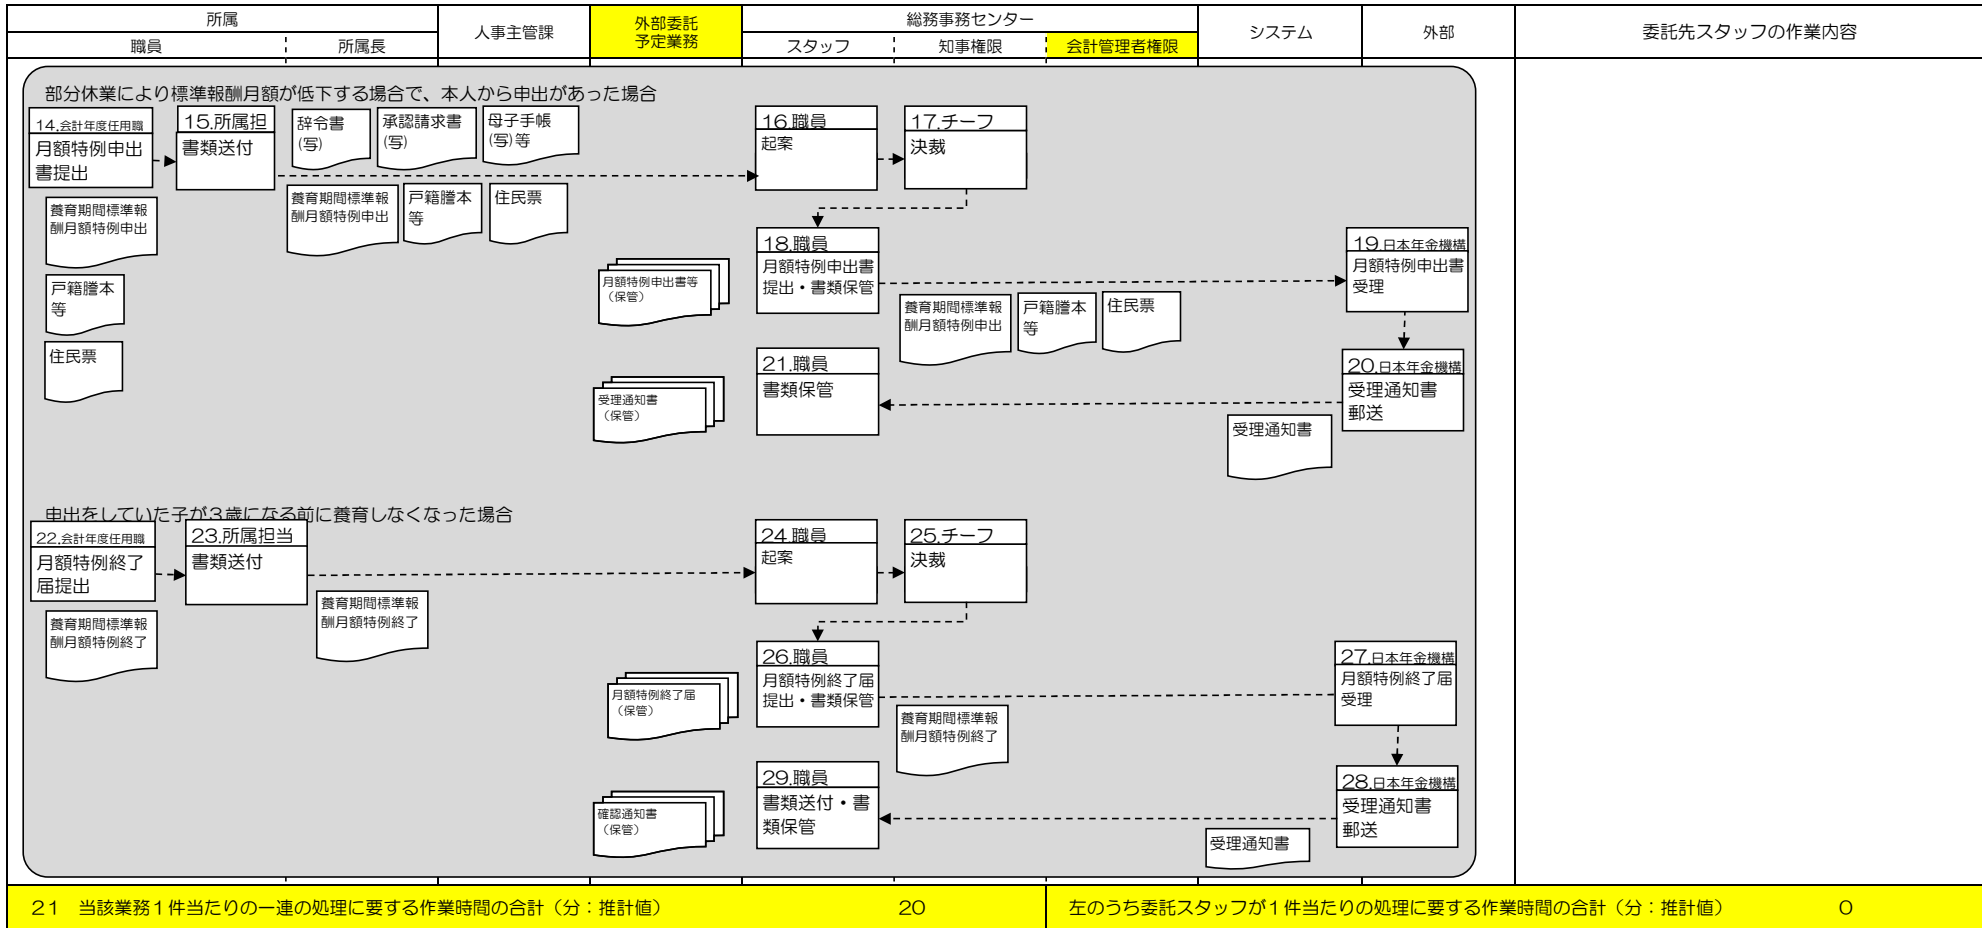 所属
人事主管課
外部委託
予定業務
総務事務センター
システム
外部
委託先スタッフの作業内容
職員
所属長
スタッフ
知事権限
会計管理者権限
部分休業により標準報酬月額が低下する場合で、本人から申出があった場合
14.会計年度任用職
月額特例申出
書提出
15.所属担
書類送付
辞令書
(写)
承認請求書
(写)
母子手帳
(写)等
16.職員
起案
17.チーフ
決裁
養育期間標準報
酬月額特例申出
戸籍謄本
等
住民票
養育期間標準報
酬月額特例申出
戸籍謄本
等
住民票
18.職員
月額特例申出書
提出・書類保管
月額特例申出書等
（保管）
養育期間標準報
酬月額特例申出
戸籍謄本
等
住民票
19.日本年金機構
月額特例申出書
受理
20.日本年金機構
受理通知書
郵送
受理通知書
21.職員
書類保管
受理通知書
（保管）
申出をしていた子が３歳になる前に養育しなくなった場合
22.会計年度任用職
月額特例終了
届提出
23.所属担当
書類送付
24.職員
起案
25.チーフ
決裁
養育期間標準報
酬月額特例終了
養育期間標準報
酬月額特例終了
26.職員
月額特例終了届
提出・書類保管
月額特例終了届
（保管）
養育期間標準報
酬月額特例終了
27.日本年金機構
月額特例終了届
受理
28.日本年金機構
受理通知書
郵送
受理通知書
29.職員
書類送付・書
類保管
確認通知書
（保管）
21　当該業務１件当たりの一連の処理に要する作業時間の合計（分：推計値）　20
左のうち委託スタッフが１件当たりの処理に要する作業時間の合計（分：推計値）　0